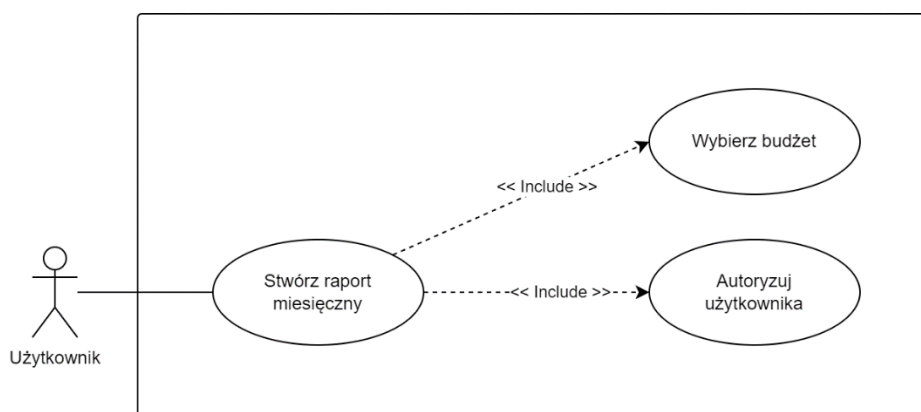 Wybierz budżet
<< Include >>
Stwórz raport
miesięczny
<< Include >>
Autoryzuj
użytkownika
Użytkownik